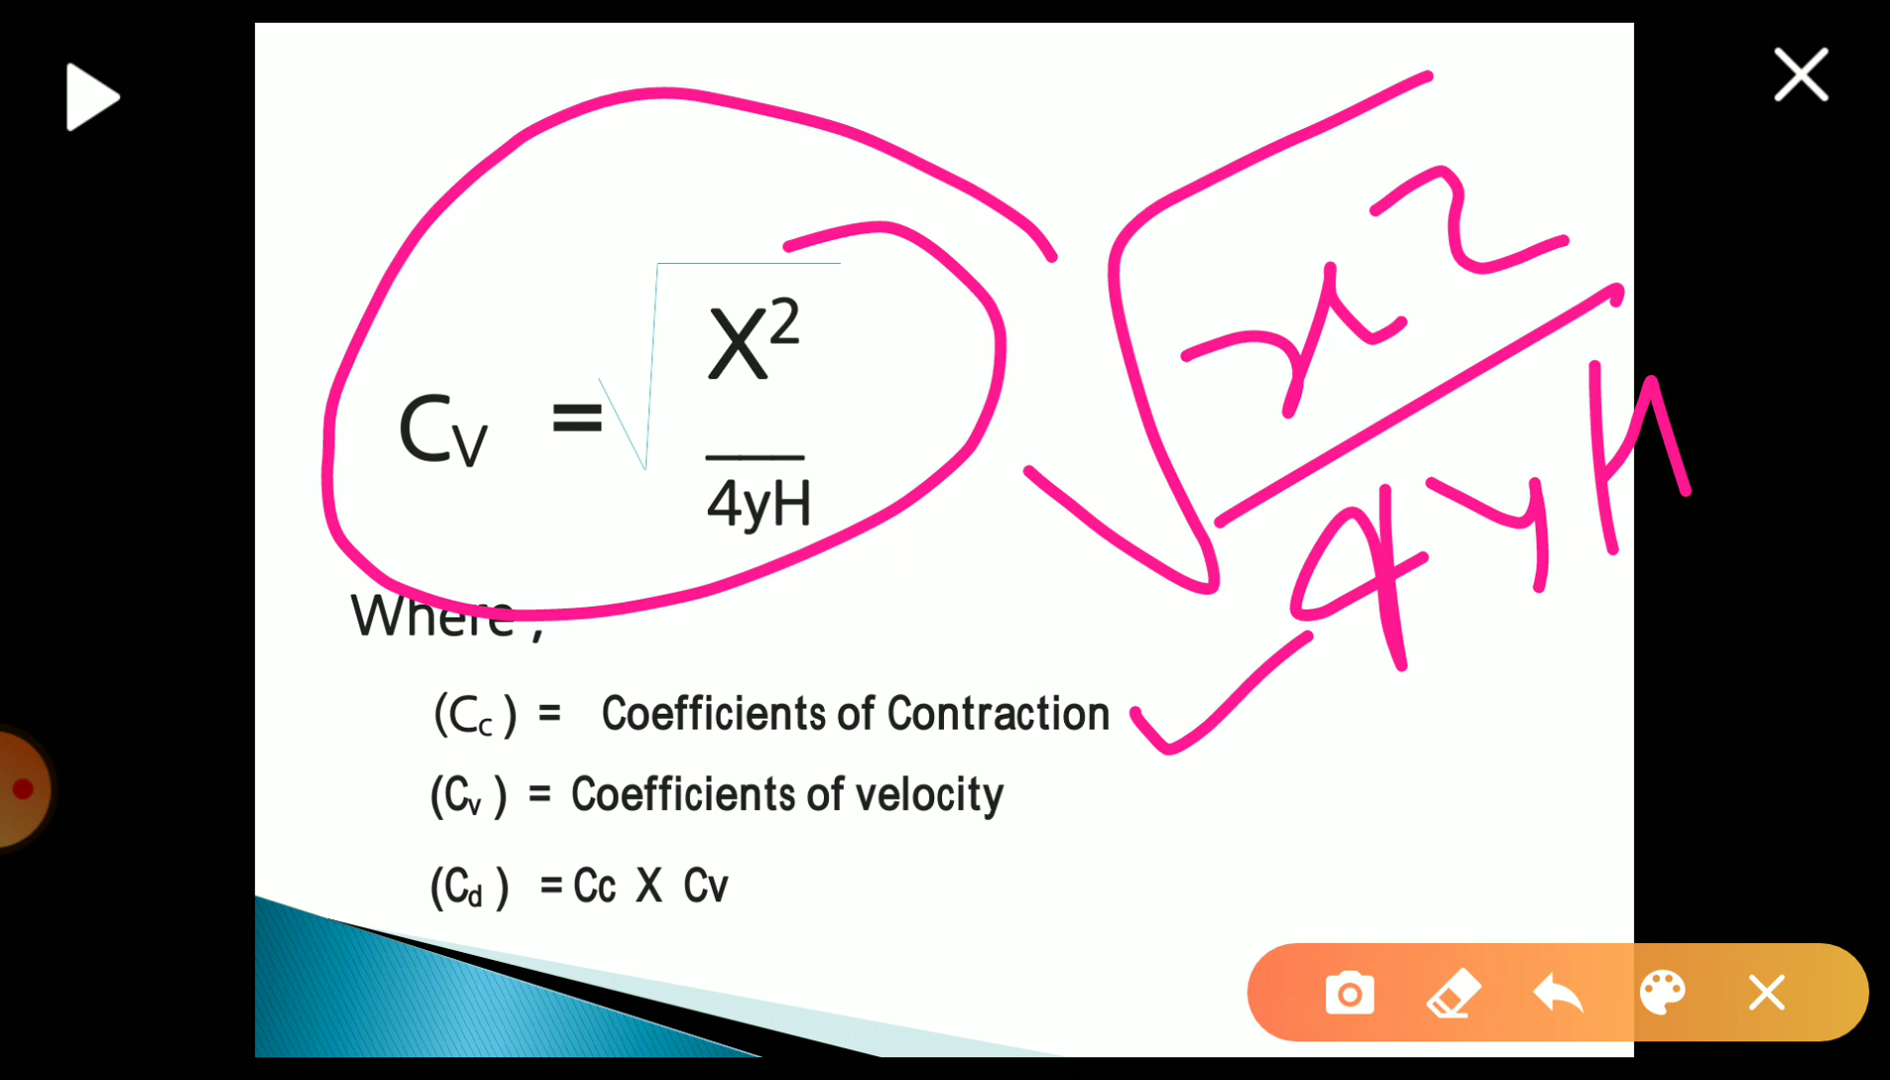 Cv = √ X²
4yH
√ x²
4yH
Where ,
(Cc ) = Coefficients of Contraction
(Cv ) = Coefficients of velocity
(Cd ) = Cc X Cv